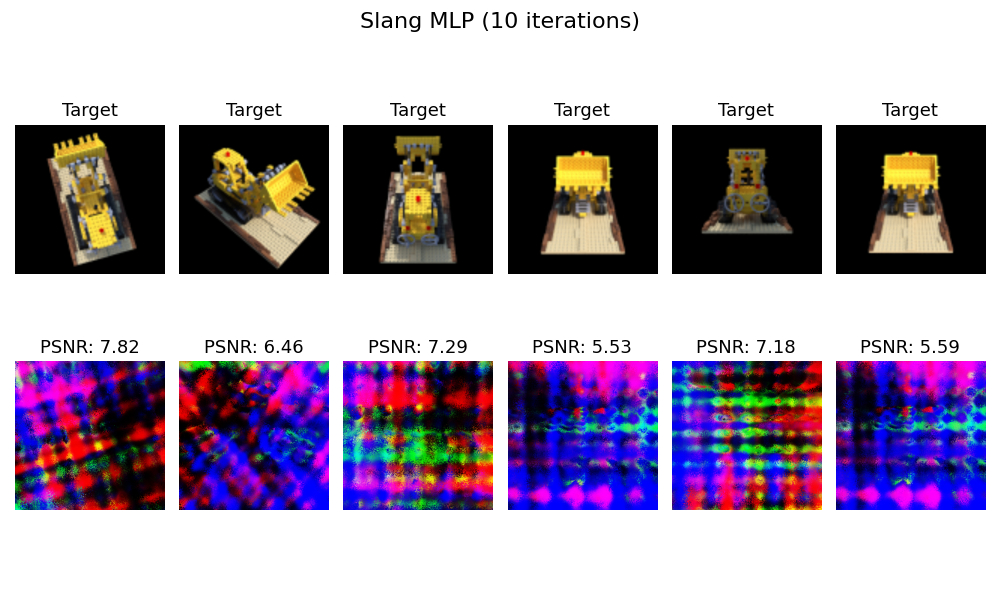 Slang MLP (10 iterations)
Target Target Target Target Target Target
PSNR: 7.82 PSNR: 6.46 PSNR: 7.29 PSNR: 5.53 PSNR: 7.18 PSNR: 5.59